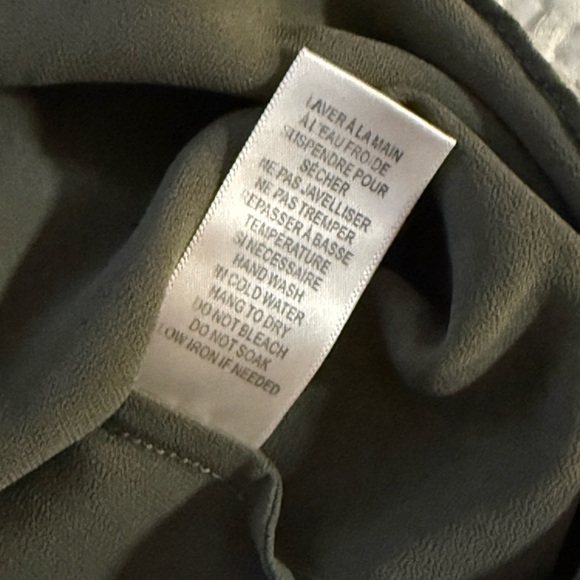 LAVER À LA MAIN
À L'EAU FROIDE
SUSPENDRE POUR
SÉCHER
NE PAS JAVELLISER
NE PAS TREMPER
REPASSER À BASSE
TEMPERATURE
SI NÉCESSAIRE
HAND WASH
IN COLD WATER
HANG TO DRY
DO NOT BLEACH
DO NOT SOAK
LOW IRON IF NEEDED